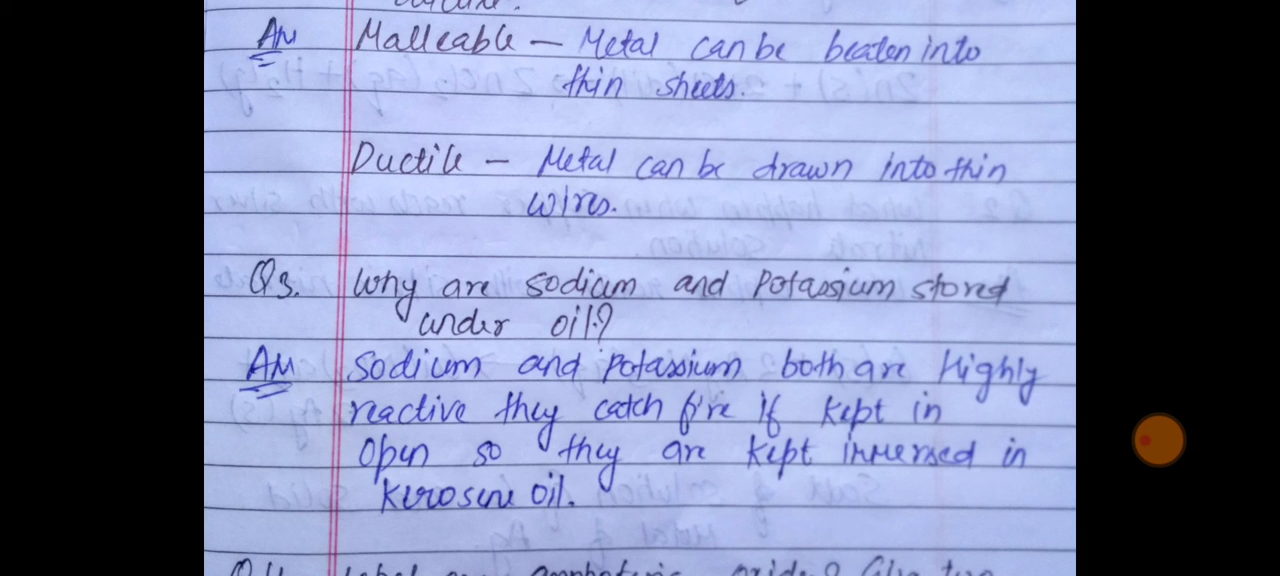 Ans Malleable – Metal can be beaten into
thin sheets.
Ductile – Metal can be drawn into thin
wires.
Q3. Why are sodium and Potassium stored
under oil?
Ans Sodium and Potassium both are Highly
reactive they catch fire if kept in
open so they are kept immersed in
Kerosene oil.